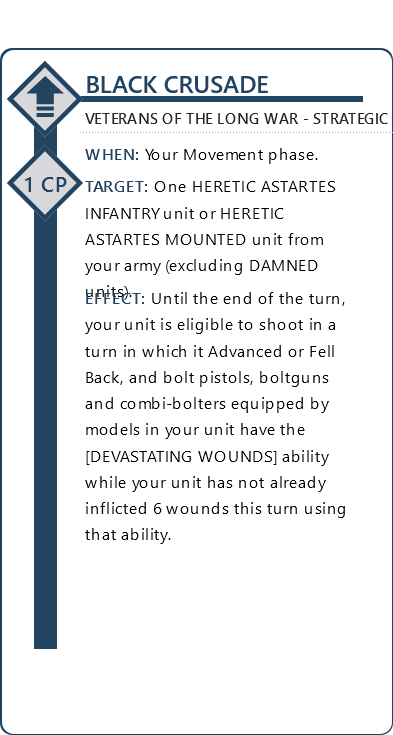 BLACK CRUSADE
VETERANS OF THE LONG WAR - STRATEGIC
WHEN: Your Movement phase.
1 CP
TARGET: One HERETIC ASTARTES
INFANTRY unit or HERETIC
ASTARTES MOUNTED unit from
your army (excluding DAMNED
units).
EFFECT: Until the end of the turn,
your unit is eligible to shoot in a
turn in which it Advanced or Fell
Back, and bolt pistols, boltguns
and combi-bolters equipped by
models in your unit have the
[DEVASTATING WOUNDS] ability
while your unit has not already
inflicted 6 wounds this turn using
that ability.